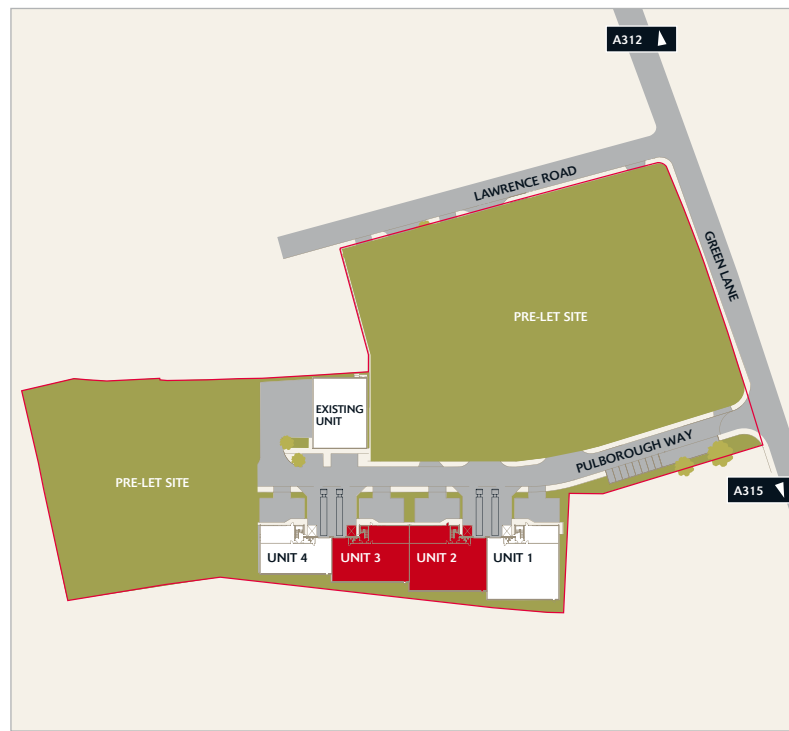 A312
LAWRENCE ROAD
GREEN LANE
PRE-LET SITE
EXISTING
UNIT
PULBOROUGH WAY
PRE-LET SITE
A315
UNIT 4
UNIT 3
UNIT 2
UNIT 1